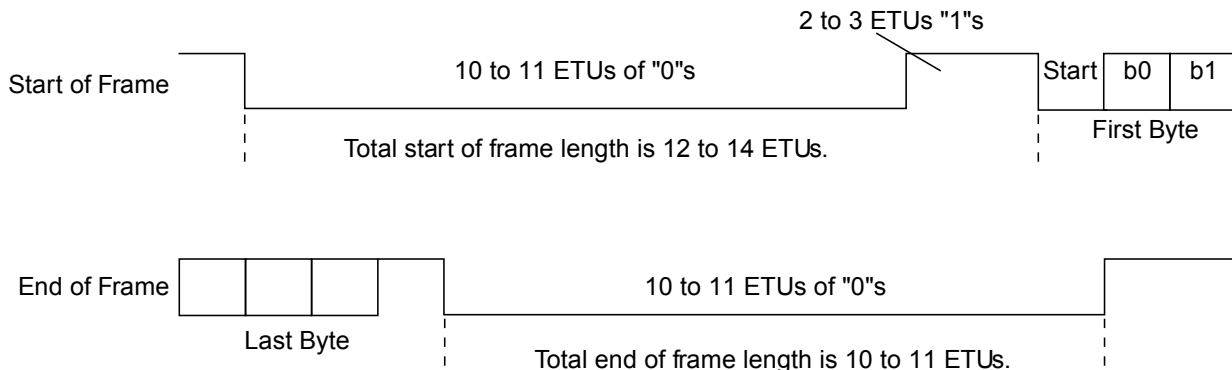 2 to 3 ETUs "1"s
Start of Frame
10 to 11 ETUs of "0"s
Start b0 b1
First Byte
Total start of frame length is 12 to 14 ETUs.
End of Frame
10 to 11 ETUs of "0"s
Last Byte
Total end of frame length is 10 to 11 ETUs.